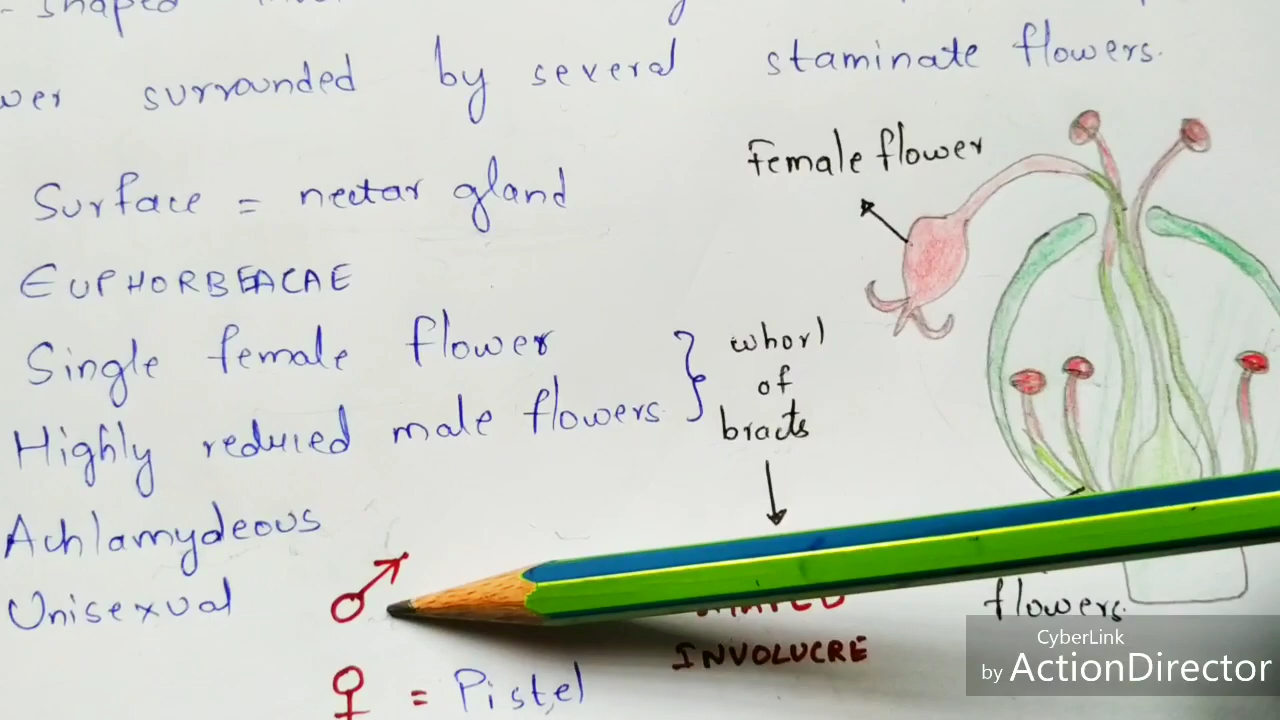 - shaped
wer surrounded by several staminate flowers.
Female flower
Surface = nectar gland
EUPHORBEACAE
Single female flower
Highly reduced male flowers
whorl
of
bracts
Achlamydeous
Unisexual
flowers.
INVOLUCRE
♀ = Pistel
CyberLink
by ActionDirector